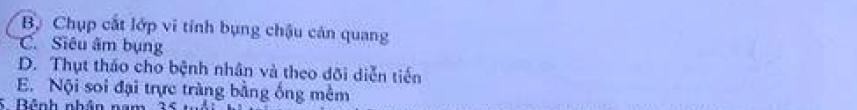 B. Chụp cắt lớp vi tính bụng chậu cản quang
C. Siêu âm bụng
D. Thụt tháo cho bệnh nhân và theo dõi diễn tiến
E. Nội soi đại trực tràng bằng ống mềm
5. Bệnh nhân nam, 35 tuổi